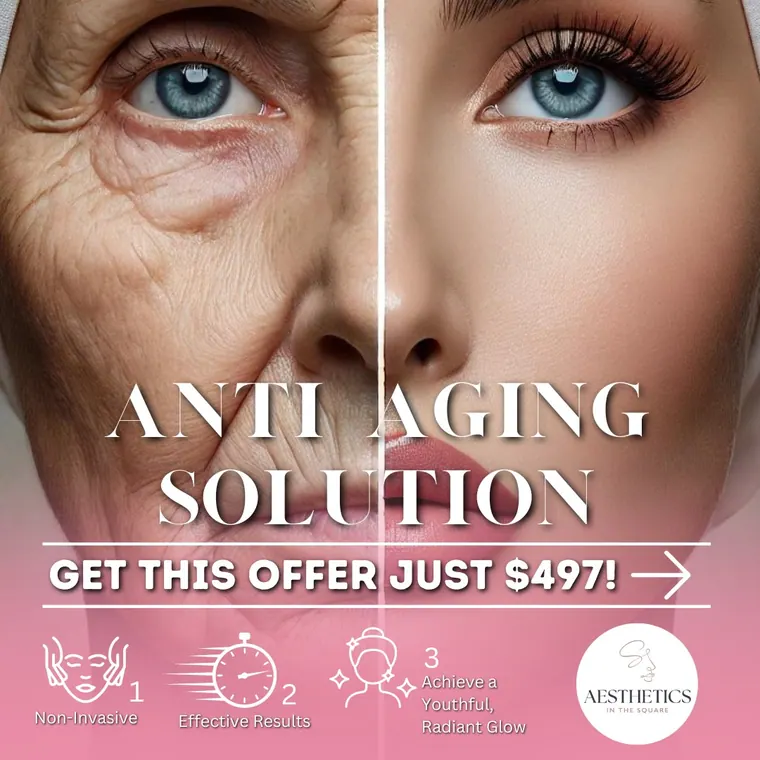 ANTI AGING
SOLUTION
GET THIS OFFER JUST $497!
1
Non-Invasive
2
Effective Results
3
Achieve a
Youthful,
Radiant Glow
AESTHETICS
IN THE SQUARE